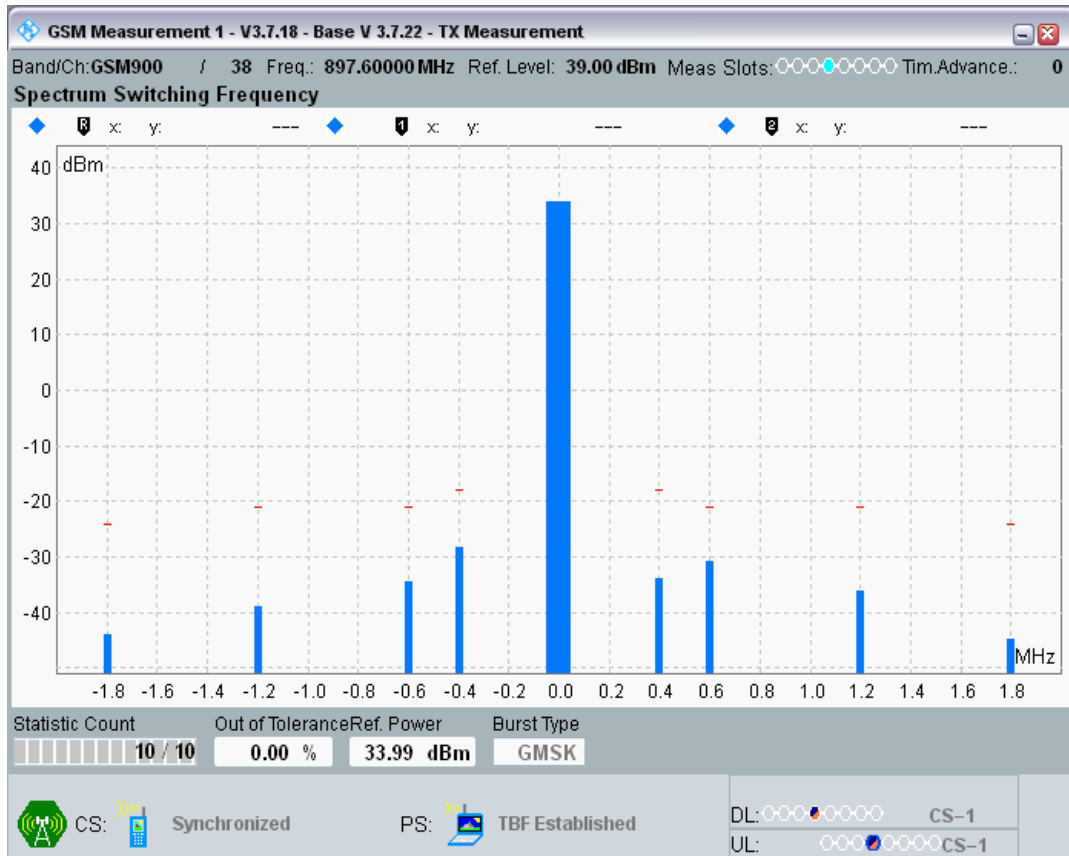 GSM Measurement 1 - V3.7.18 - Base V 3.7.22 - TX Measurement
Band/Ch:GSM900 / 38 Freq.: 897.60000 MHz Ref. Level: 39.00 dBm Meas Slots: Tim.Advance.: 0
Spectrum Switching Frequency
R x: y: --- 1 x: y: --- 2 x: y: ---
dBm
40
30
20
10
0
-10
-20
-30
-40
MHz
-1.8 -1.6 -1.4 -1.2 -1.0 -0.8 -0.6 -0.4 -0.2 0.0 0.2 0.4 0.6 0.8 1.0 1.2 1.4 1.6 1.8
Statistic Count Out of Tolerance Ref. Power Burst Type
10 / 10 0.00 % 33.99 dBm GMSK
CS: Synchronized PS: TBF Established
DL: CS-1
UL: CS-1